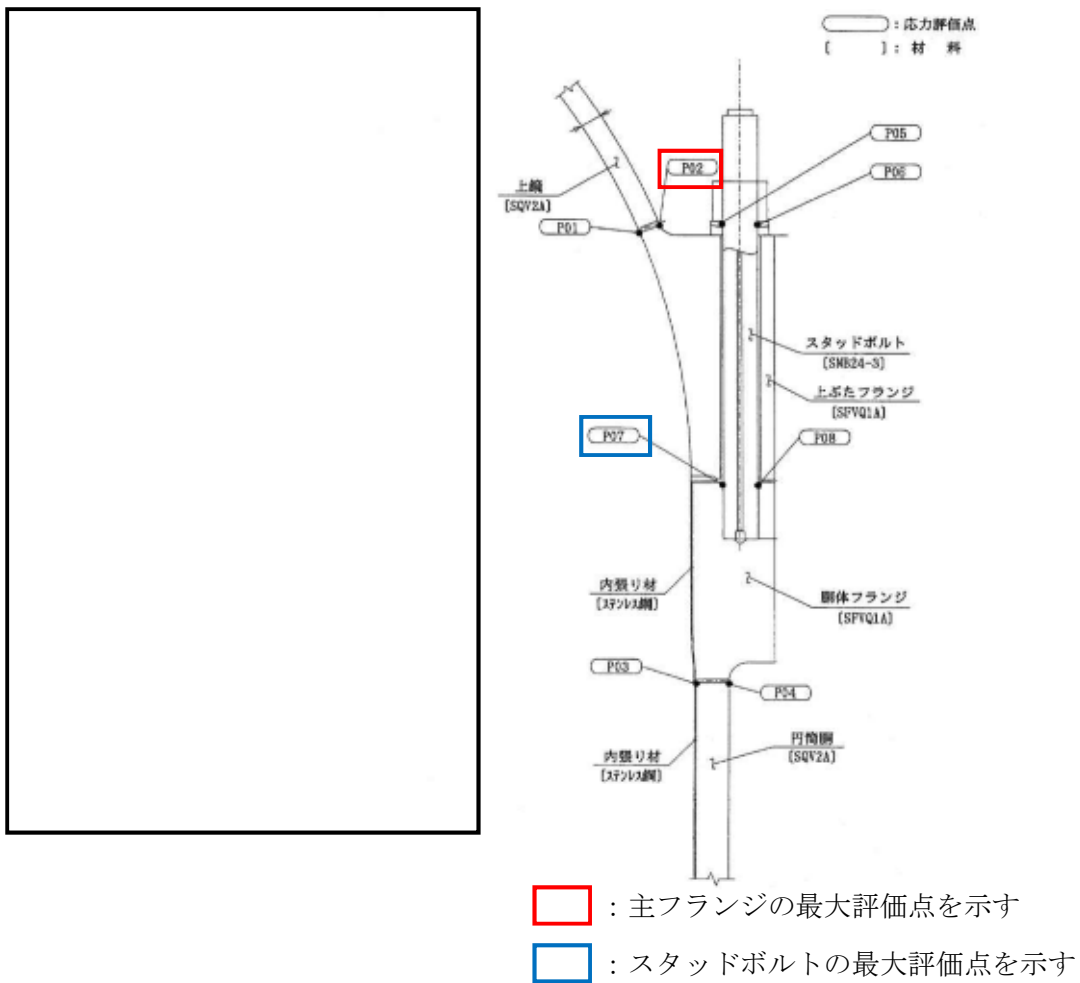 ：応力評価点
[ ]：材 料
P05
P02
P06
上鏡
[SQV2A]
P01
スタッドボルト
[SNB24-3]
上ぶたフランジ
[SFVQ1A]
P07
P08
内張り材
[ステンレス鋼]
胴体フランジ
[SFVQ1A]
P03
P04
円筒胴
[SQV2A]
内張り材
[ステンレス鋼]
：主フランジの最大評価点を示す
：スタッドボルトの最大評価点を示す